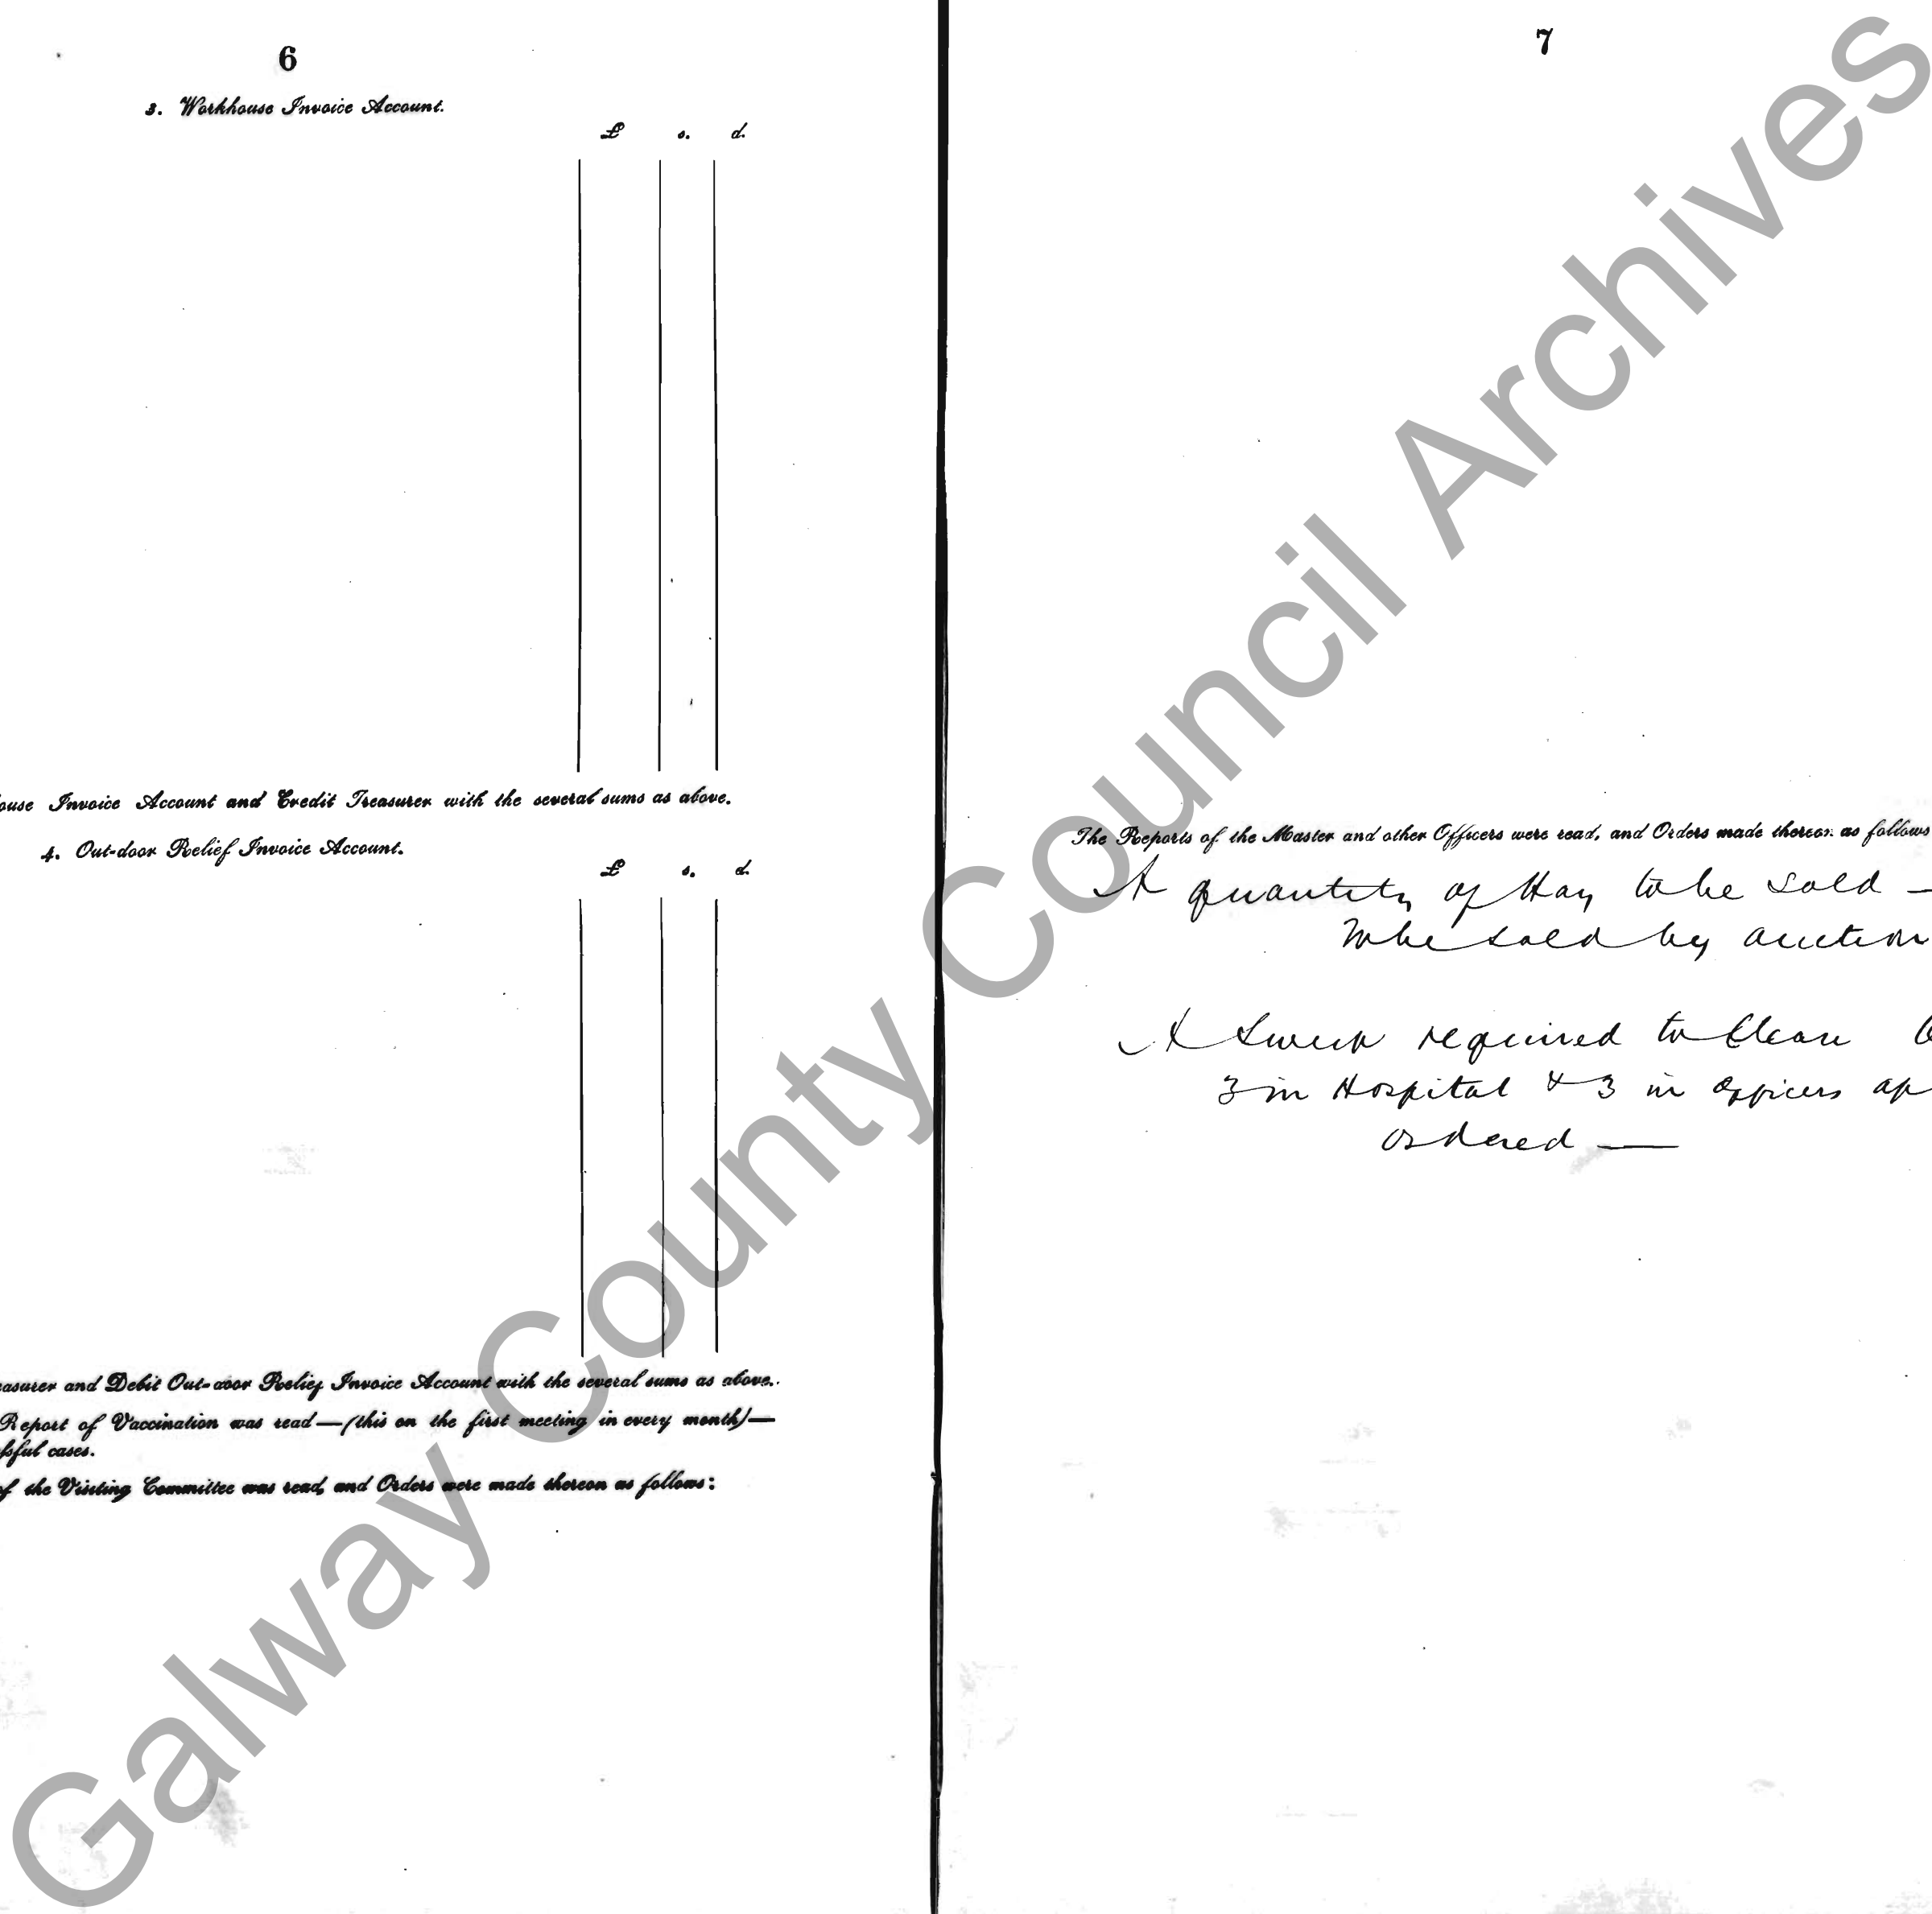 6
3. Workhouse Invoice Account.
£ s. d.
ouse Invoice Account and Credit Treasurer with the several sums as above.
4. Out-door Relief Invoice Account.
£ s. d.
easurer and Debit Out-door Relief Invoice Account with the several sums as above.
Report of Vaccination was read—(this on the first meeting in every month)—
ssful cases.
of the Visiting Committee was read, and Orders were made thereon as follows:
7
The Reports of the Master and other Officers were read, and Orders made thereon as follows
A quantity of Hay to be sold —
To be sold by auction
A Sweep required to Clean
3 in Hospital & 3 in Officers ap
Ordered —
Galway County Council Archives